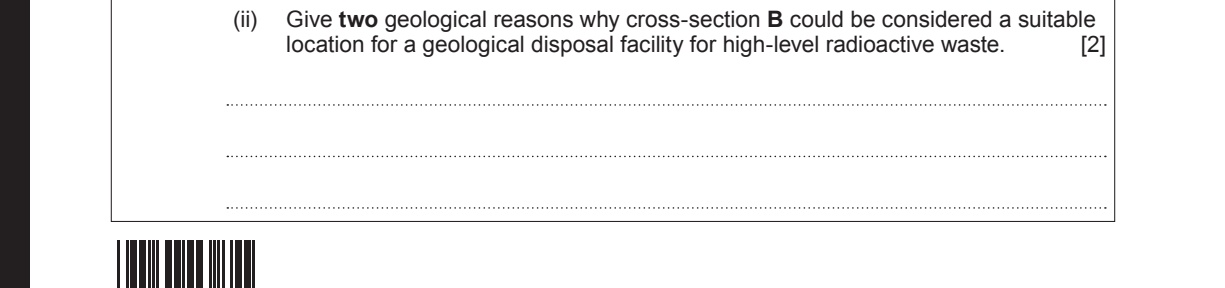 (ii) Give two geological reasons why cross-section B could be considered a suitable
location for a geological disposal facility for high-level radioactive waste. [2]